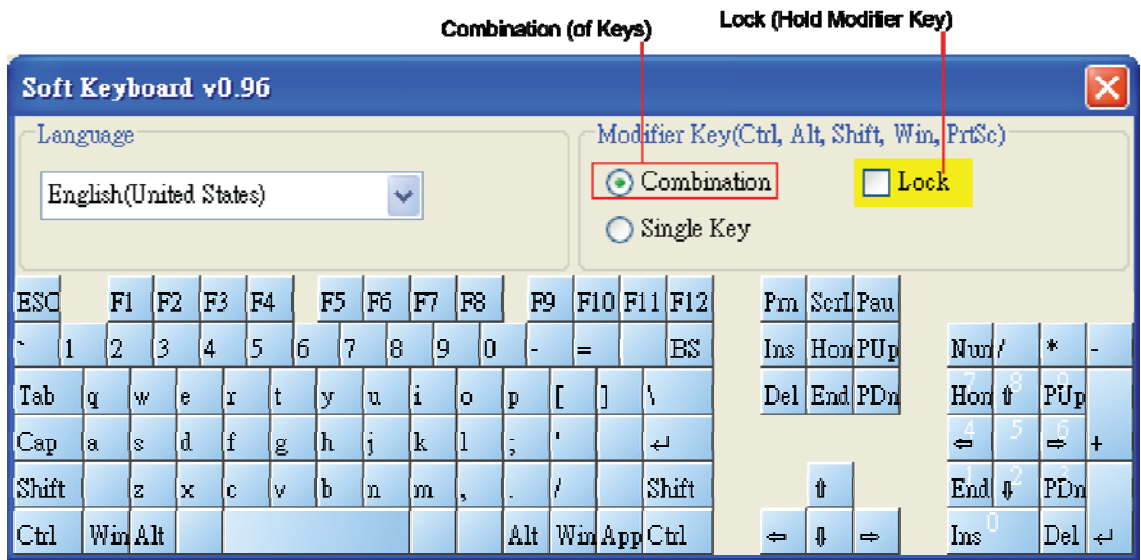 Combination (of Keys)
Lock (Hold Modifier Key)
Soft Keyboard v0.96
Language
Modifier Key(Ctrl, Alt, Shift, Win, PrtSc)
English(United States)
Combination
Lock
Single Key
ESC F1 F2 F3 F4 F5 F6 F7 F8 F9 F10 F11 F12 Prn ScrL Pau
` 1 2 3 4 5 6 7 8 9 0 - = BS Ins Hom PUp Num / * -
Tab q w e r t y u i o p [ ] \ Del End PDn Hom 7 ⇧ 8 PUp 9
Cap a s d f g h j k l ; ' ↵ ⇦ 4 5 ⇨ 6 +
Shift z x c v b n m , . / Shift ⇧ End 1 ⇩ 2 PDn 3
Ctrl Win Alt Alt Win App Ctrl ⇦ ⇩ ⇨ Ins 0 Del ↵